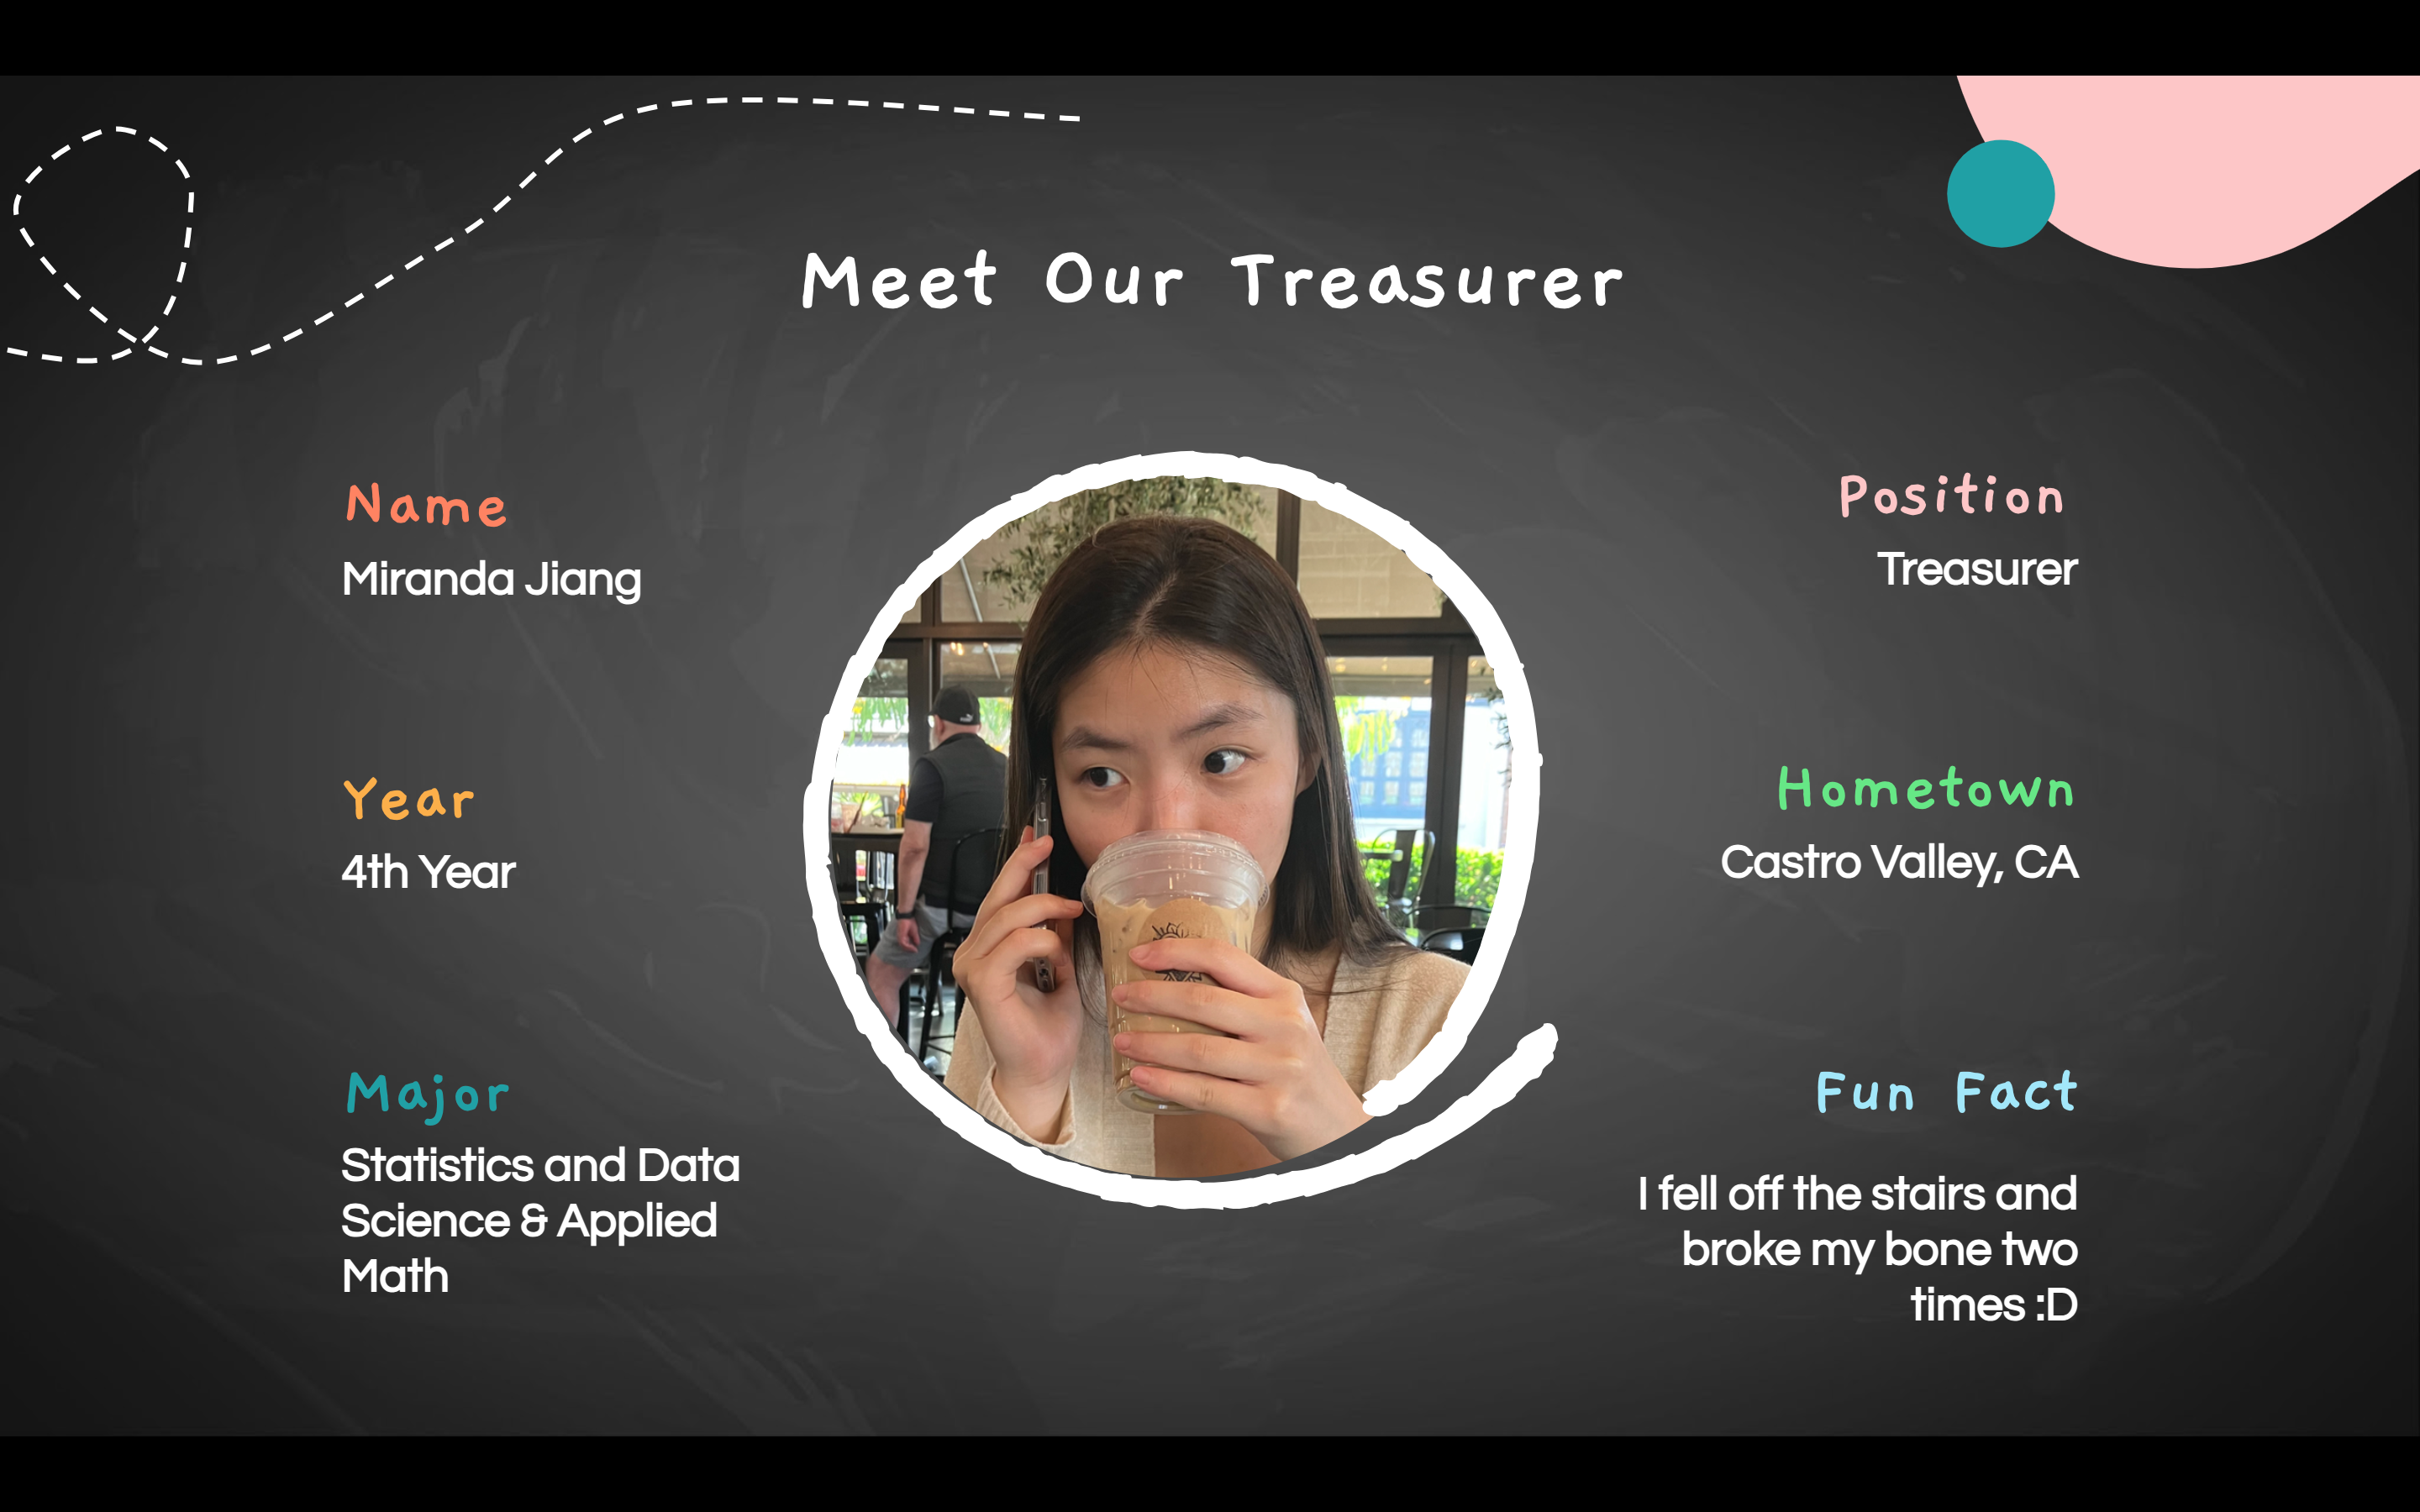 Meet Our Treasurer
Name
Miranda Jiang
Year
4th Year
Major
Statistics and Data
Science & Applied
Math
Position
Treasurer
Hometown
Castro Valley, CA
Fun Fact
I fell off the stairs and
broke my bone two
times :D